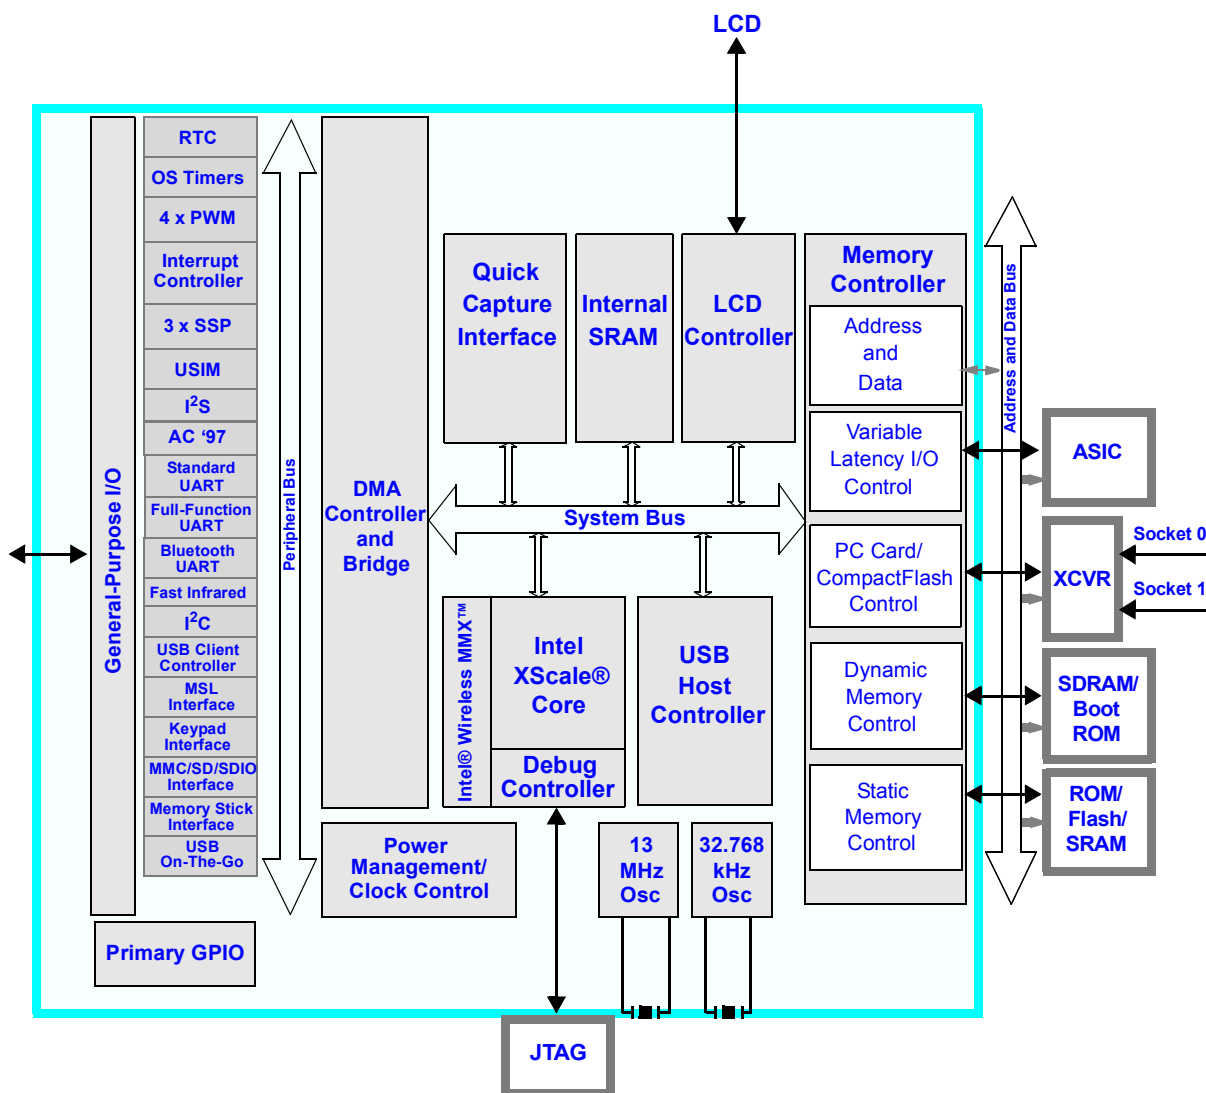 LCD
General-Purpose I/O
RTC
OS Timers
4 x PWM
Interrupt
Controller
3 x SSP
USIM
I²S
AC ‘97
Standard
UART
Full-Function
UART
Bluetooth
UART
Fast Infrared
I²C
USB Client
Controller
MSL
Interface
Keypad
Interface
MMC/SD/SDIO
Interface
Memory Stick
Interface
USB
On-The-Go
Primary GPIO
Peripheral Bus
DMA
Controller
and
Bridge
Power
Management/
Clock Control
Quick
Capture
Interface
Internal
SRAM
LCD
Controller
System Bus
Intel® Wireless MMX™
Intel
XScale®
Core
Debug
Controller
USB
Host
Controller
13
MHz
Osc
32.768
kHz
Osc
JTAG
Memory
Controller
Address
and
Data
Variable
Latency I/O
Control
PC Card/
CompactFlash
Control
Dynamic
Memory
Control
Static
Memory
Control
Address and Data Bus
ASIC
XCVR
Socket 0
Socket 1
SDRAM/
Boot
ROM
ROM/
Flash/
SRAM